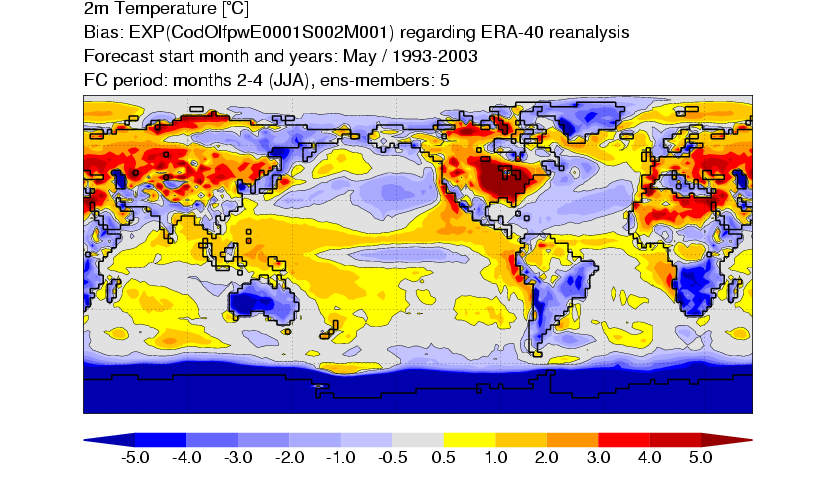 2m Temperature [°C]
Bias: EXP(CodOlfpwE0001S002M001) regarding ERA-40 reanalysis
Forecast start month and years: May / 1993-2003
FC period: months 2-4 (JJA), ens-members: 5
-5.0 -4.0 -3.0 -2.0 -1.0 -0.5 0.5 1.0 2.0 3.0 4.0 5.0